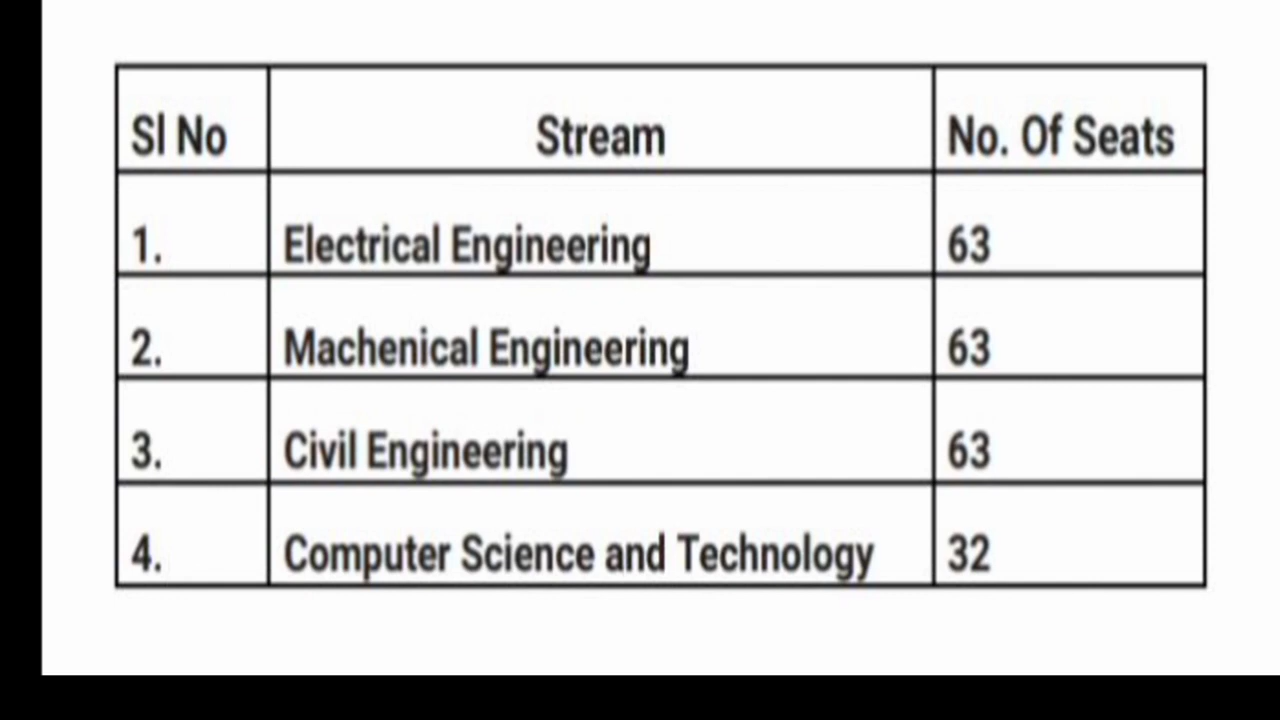 Sl No Stream No. Of Seats
1. Electrical Engineering 63
2. Machenical Engineering 63
3. Civil Engineering 63
4. Computer Science and Technology 32